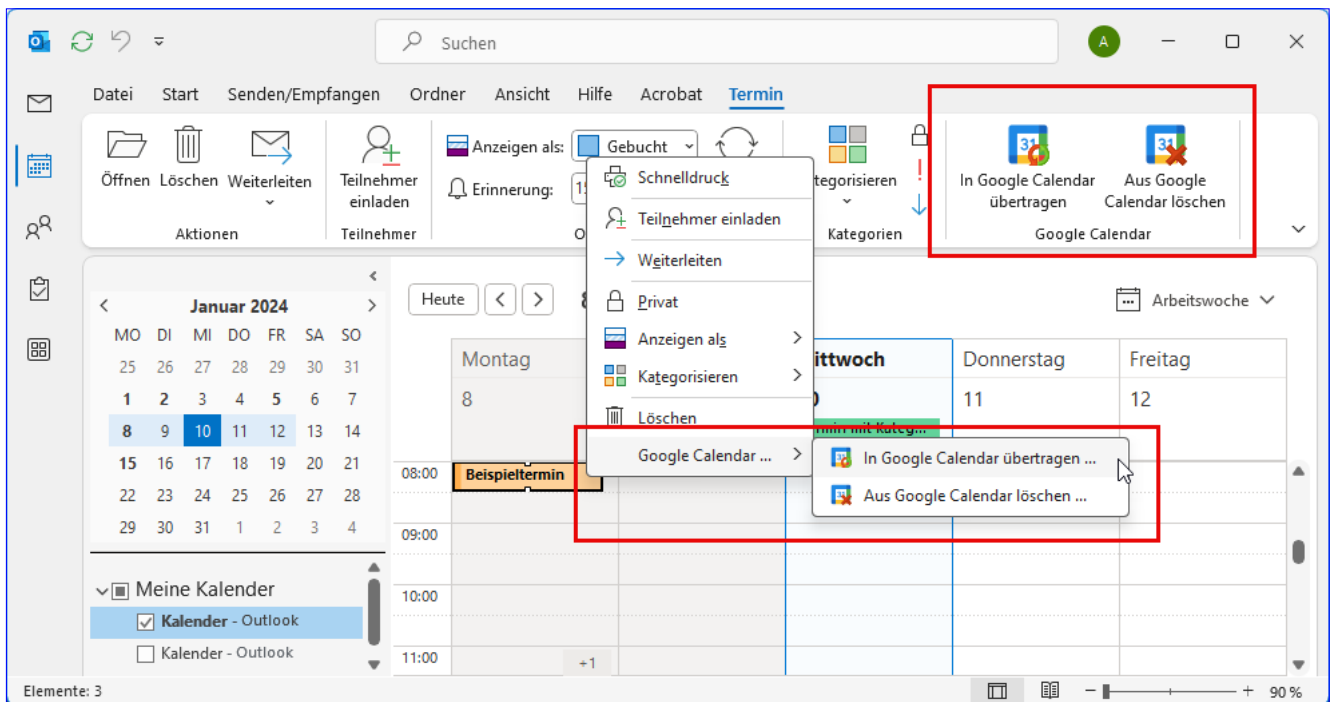 Suchen
A
Datei Start Senden/Empfangen Ordner Ansicht Hilfe Acrobat Termin
Öffnen Löschen Weiterleiten
Aktionen
Teilnehmer
einladen
Teilnehmer
Anzeigen als: Gebucht
Erinnerung:
Kategorien
In Google Calendar
übertragen
Aus Google
Calendar löschen
Google Calendar
Schnelldruck
Teilnehmer einladen
Weiterleiten
Privat
Anzeigen als
Kategorisieren
Löschen
Google Calendar ...
In Google Calendar übertragen ...
Aus Google Calendar löschen ...
Januar 2024
MO DI MI DO FR SA SO
25 26 27 28 29 30 31
1 2 3 4 5 6 7
8 9 10 11 12 13 14
15 16 17 18 19 20 21
22 23 24 25 26 27 28
29 30 31 1 2 3 4
Meine Kalender
Kalender - Outlook
Kalender - Outlook
Heute
Arbeitswoche
Montag Donnerstag Freitag
8 11 12
08:00 Beispieltermin
09:00
10:00
11:00
+1
Elemente: 3
90 %